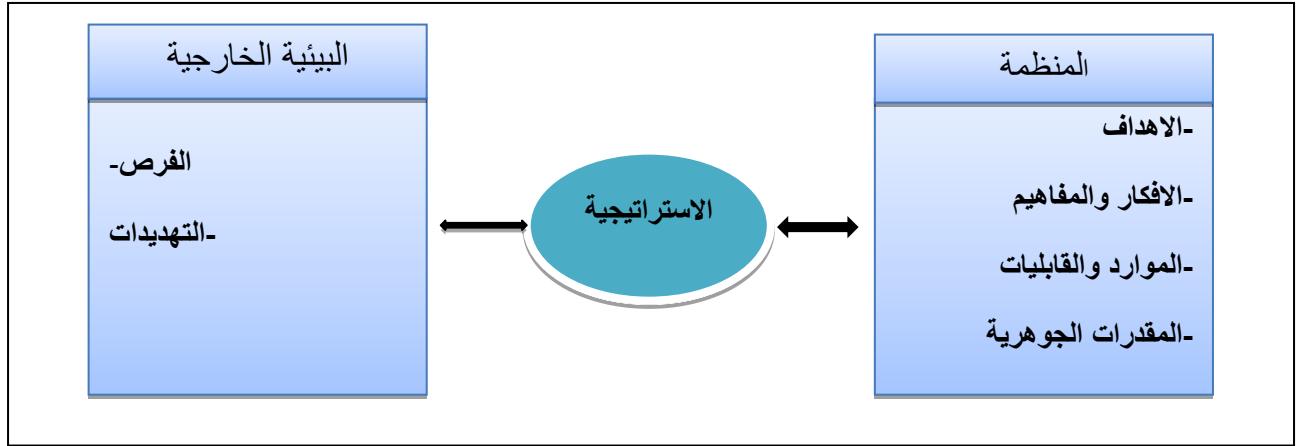 المنظمة
-الاهداف
-الافكار والمفاهيم
-الموارد والقابليات
-المقدرات الجوهرية
الاستراتيجية
البيئية الخارجية
الفرص-
-التهديدات